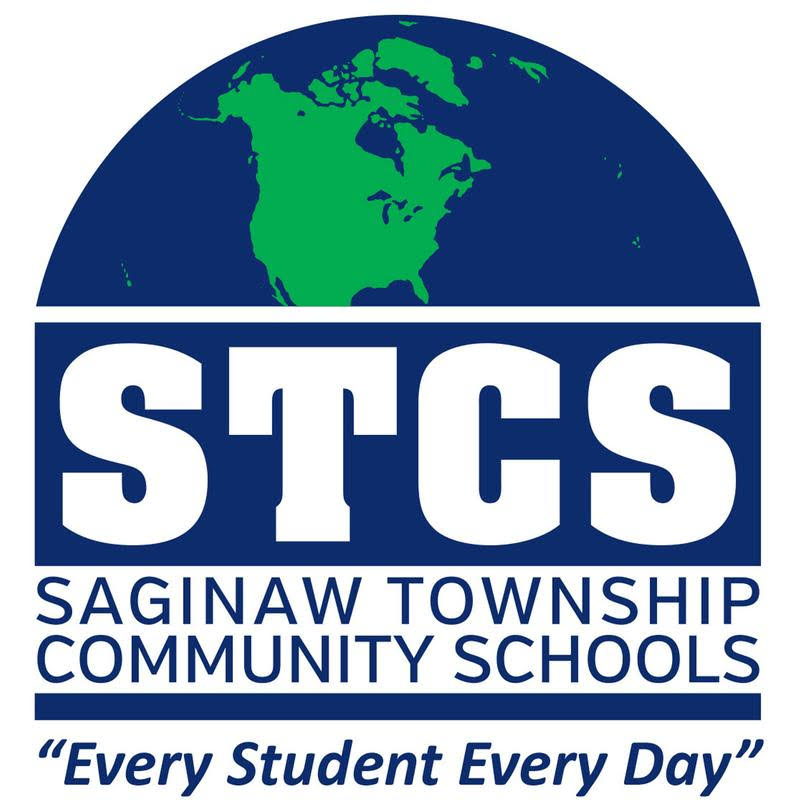 STCS
SAGINAW TOWNSHIP
COMMUNITY SCHOOLS
“Every Student Every Day”